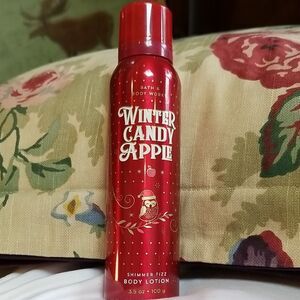 BATH &
BODY WORKS
WINTER
CANDY
APPLE
SHIMMER FIZZ
BODY LOTION
3.5 oz • 100 g